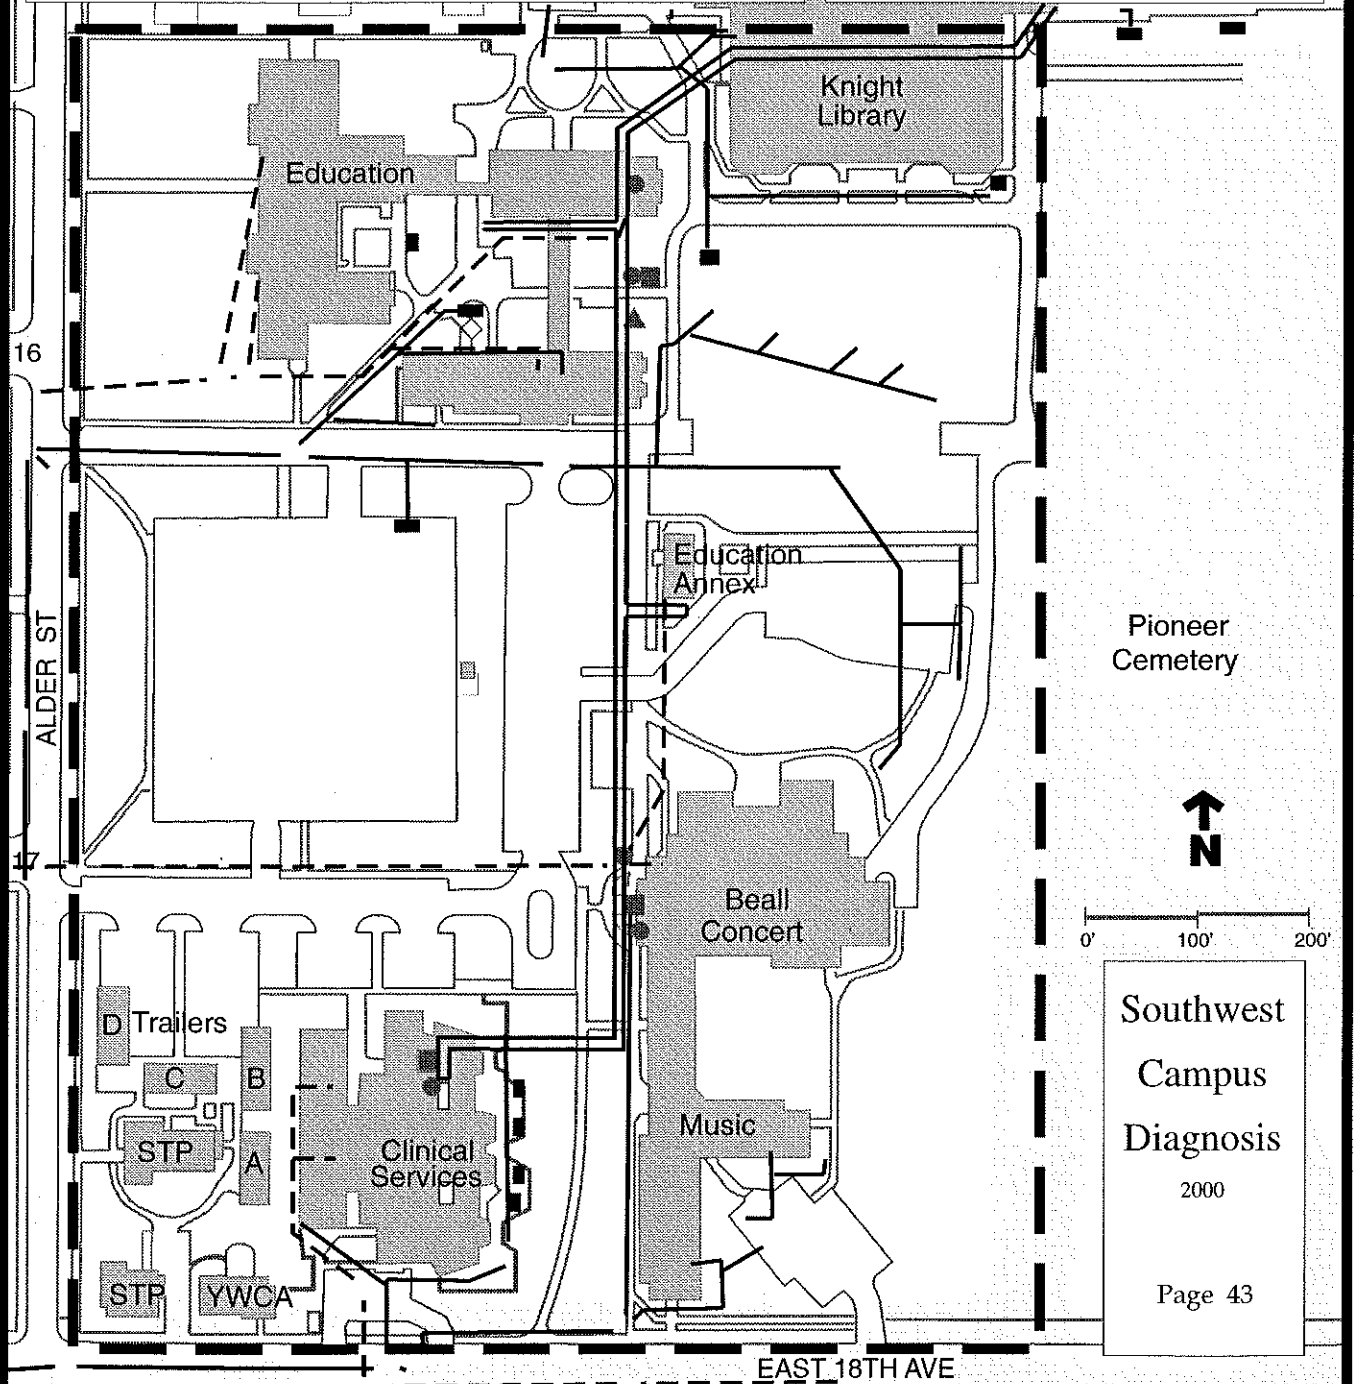 Knight
Library
Education
16
Education
Annex
ALDER ST
Pioneer
Cemetery
N
17
Beall
Concert
0' 100' 200'
Southwest
Campus
Diagnosis
2000
Page 43
D Trailers
C
B
STP
A
Clinical
Services
Music
STP
YWCA
EAST 18TH AVE